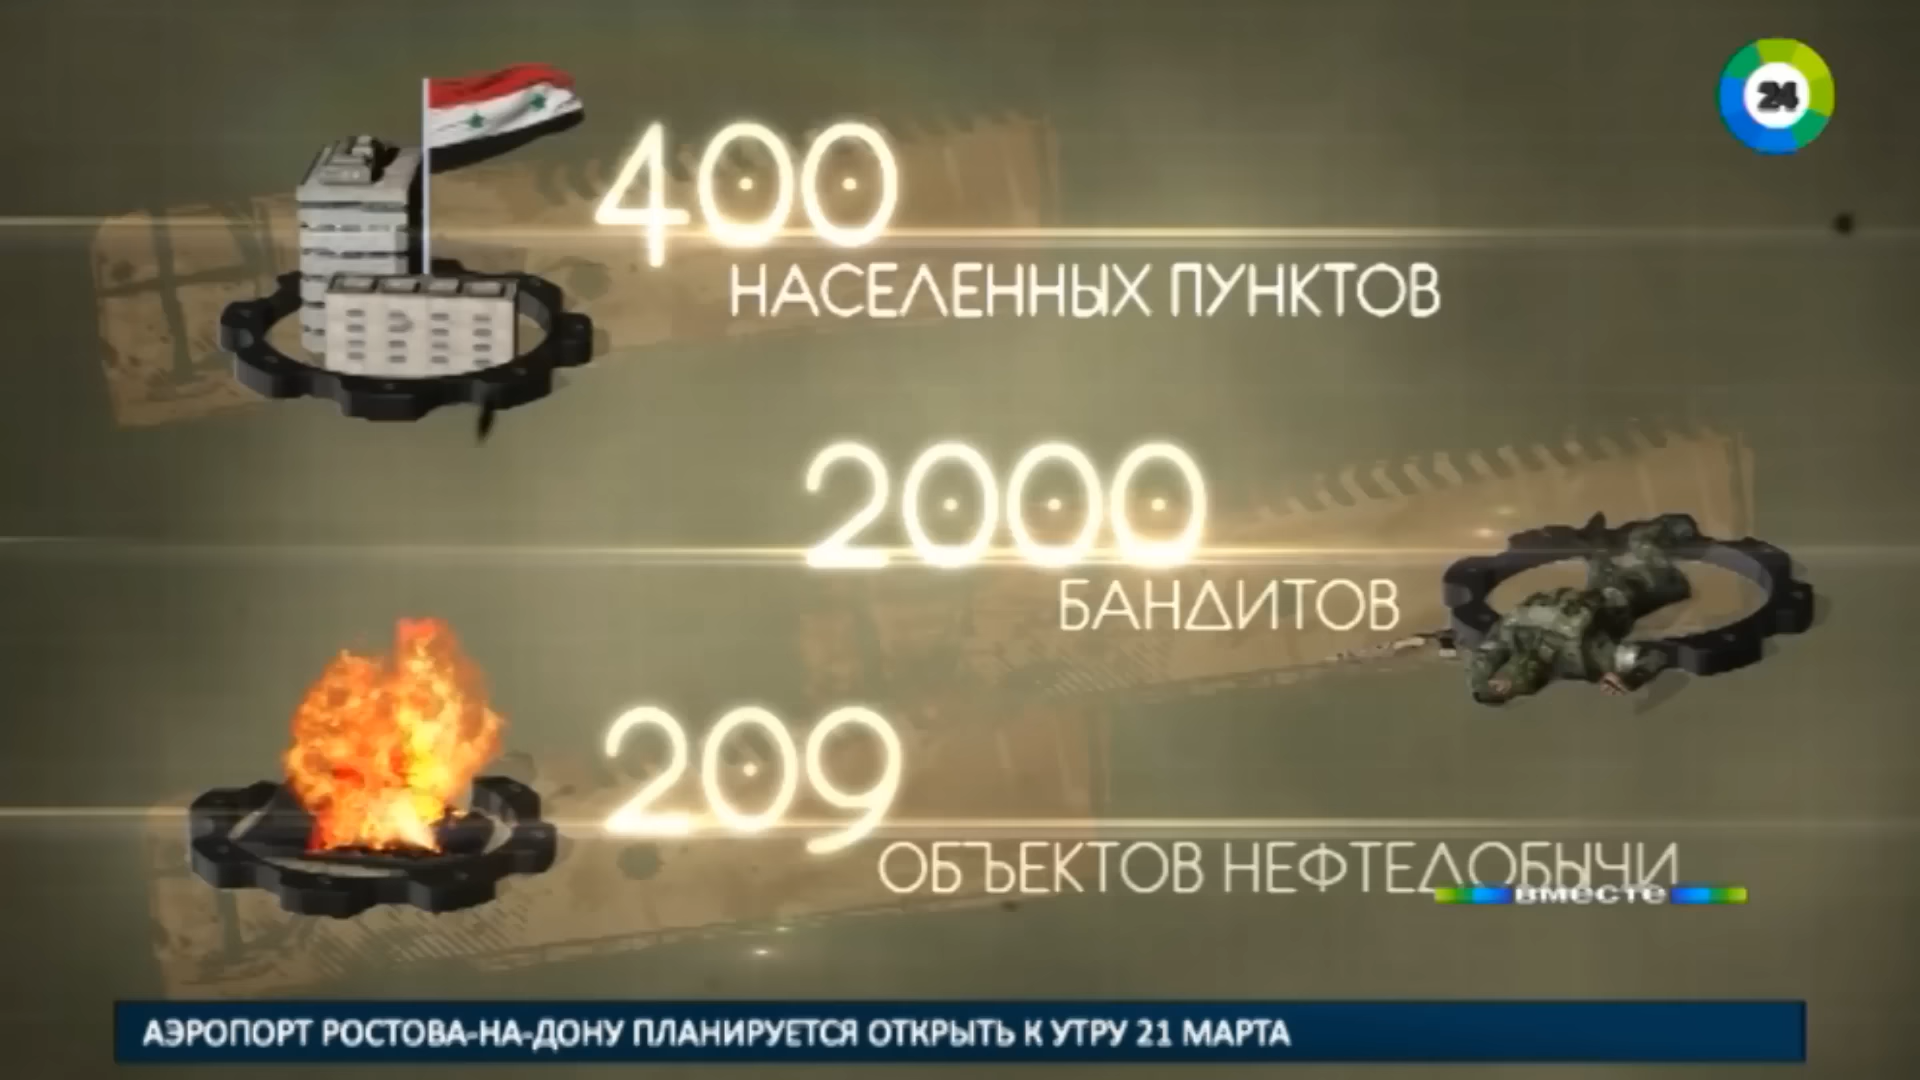 24
400
НАСЕЛЕННЫХ ПУНКТОВ
2000
БАНДИТОВ
209
ОБЪЕКТОВ НЕФТЕДОБЫЧИ
ВМЕСТЕ
АЭРОПОРТ РОСТОВА-НА-ДОНУ ПЛАНИРУЕТСЯ ОТКРЫТЬ К УТРУ 21 МАРТА